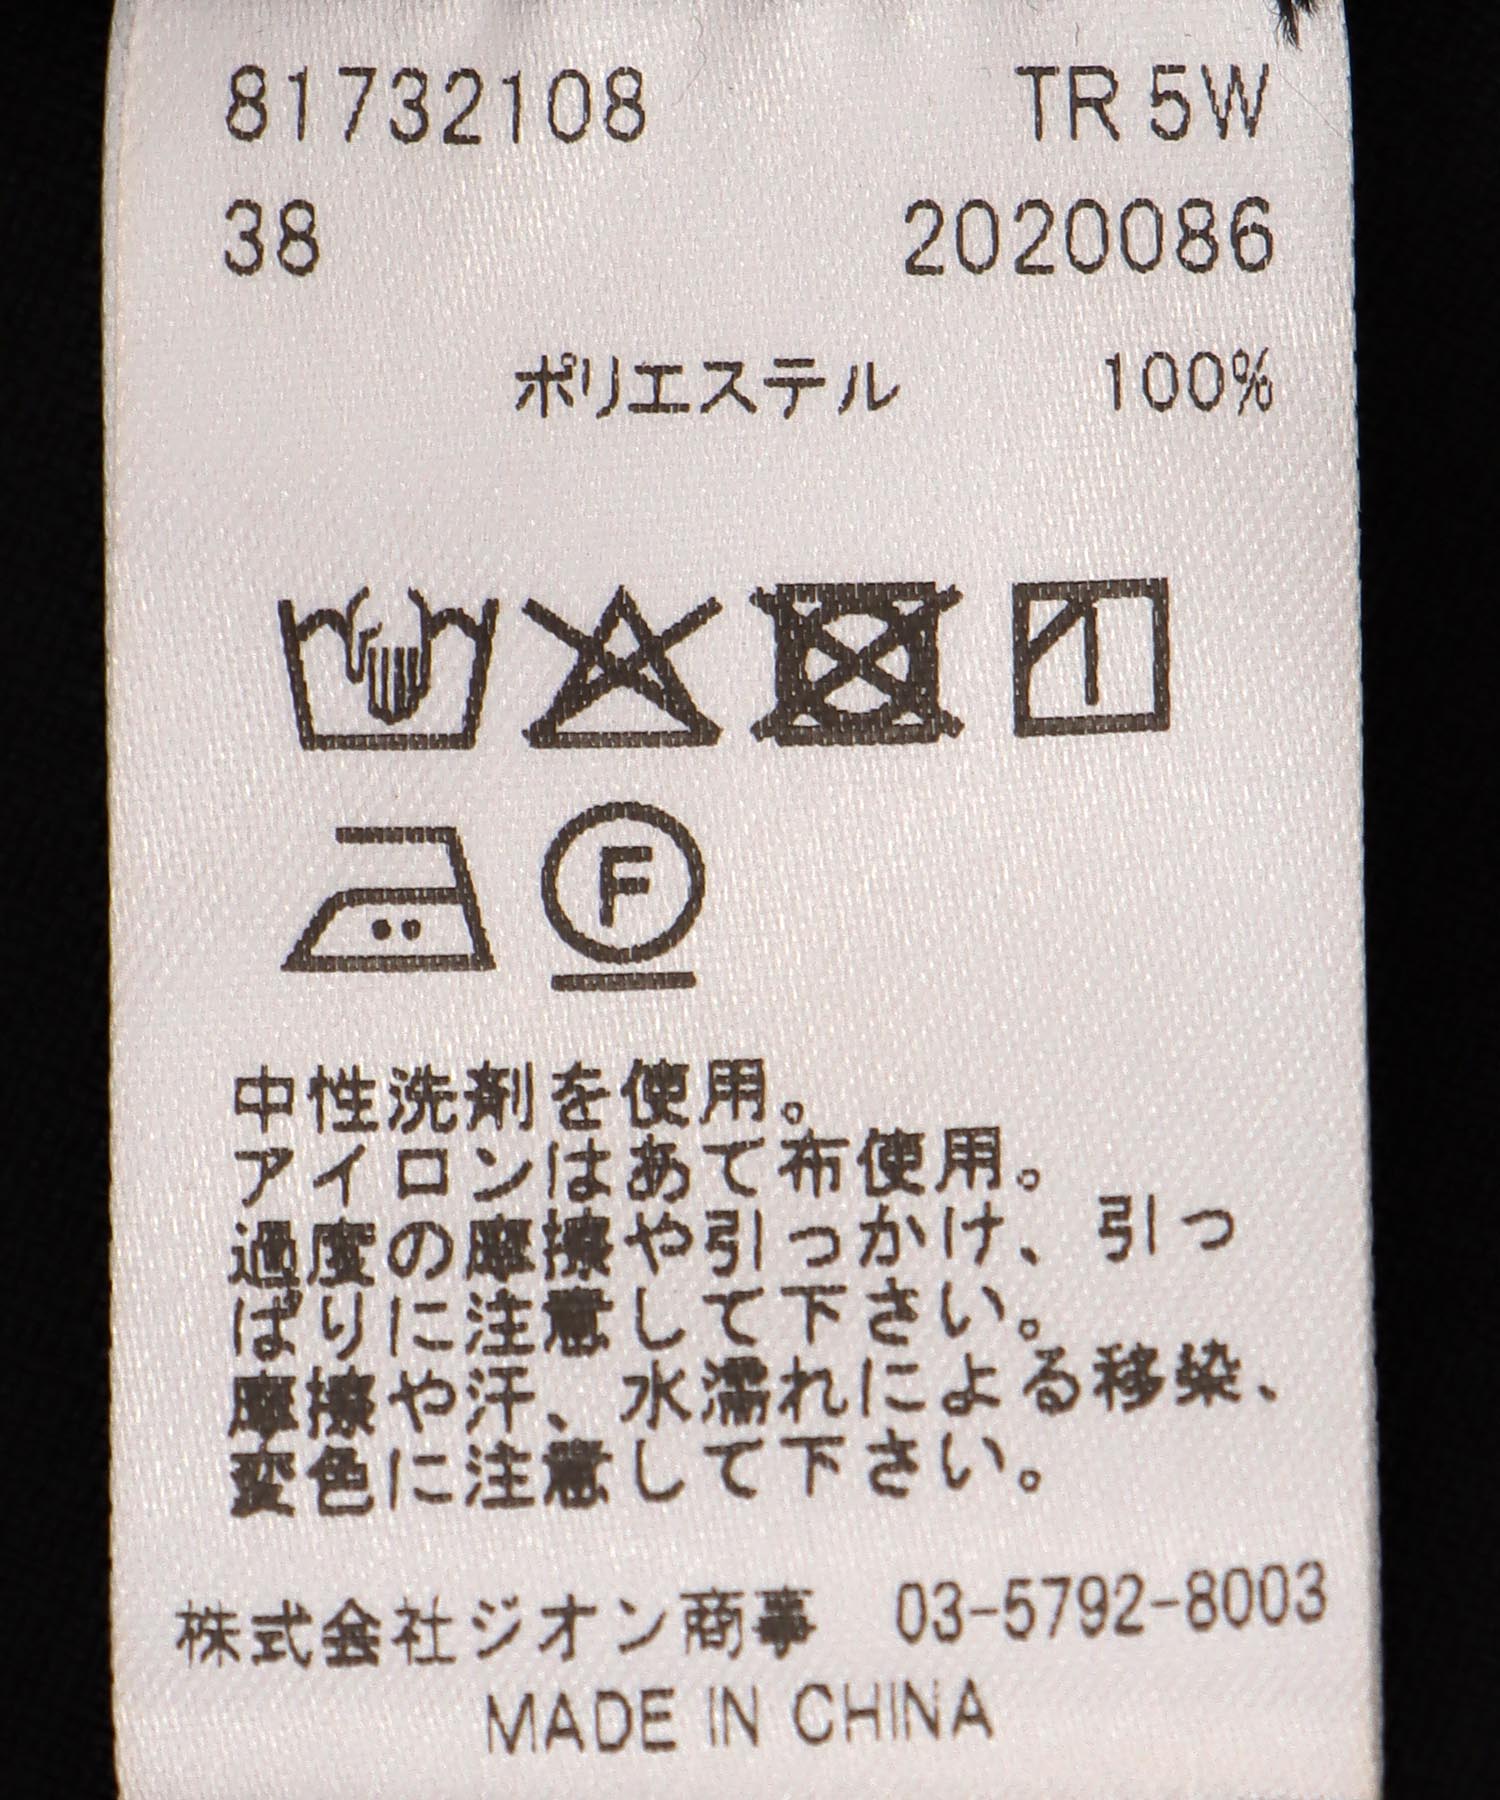 81732108 TR 5W
38 2020086
ポリエステル 100%
F
中性洗剤を使用。
アイロンはあて布使用。
過度の摩擦や引っかけ、引っ
ぱりに注意して下さい。
摩擦や汗、水濡れによる移染、
変色に注意して下さい。
株式会社ジオン商事 03-5792-8003
MADE IN CHINA